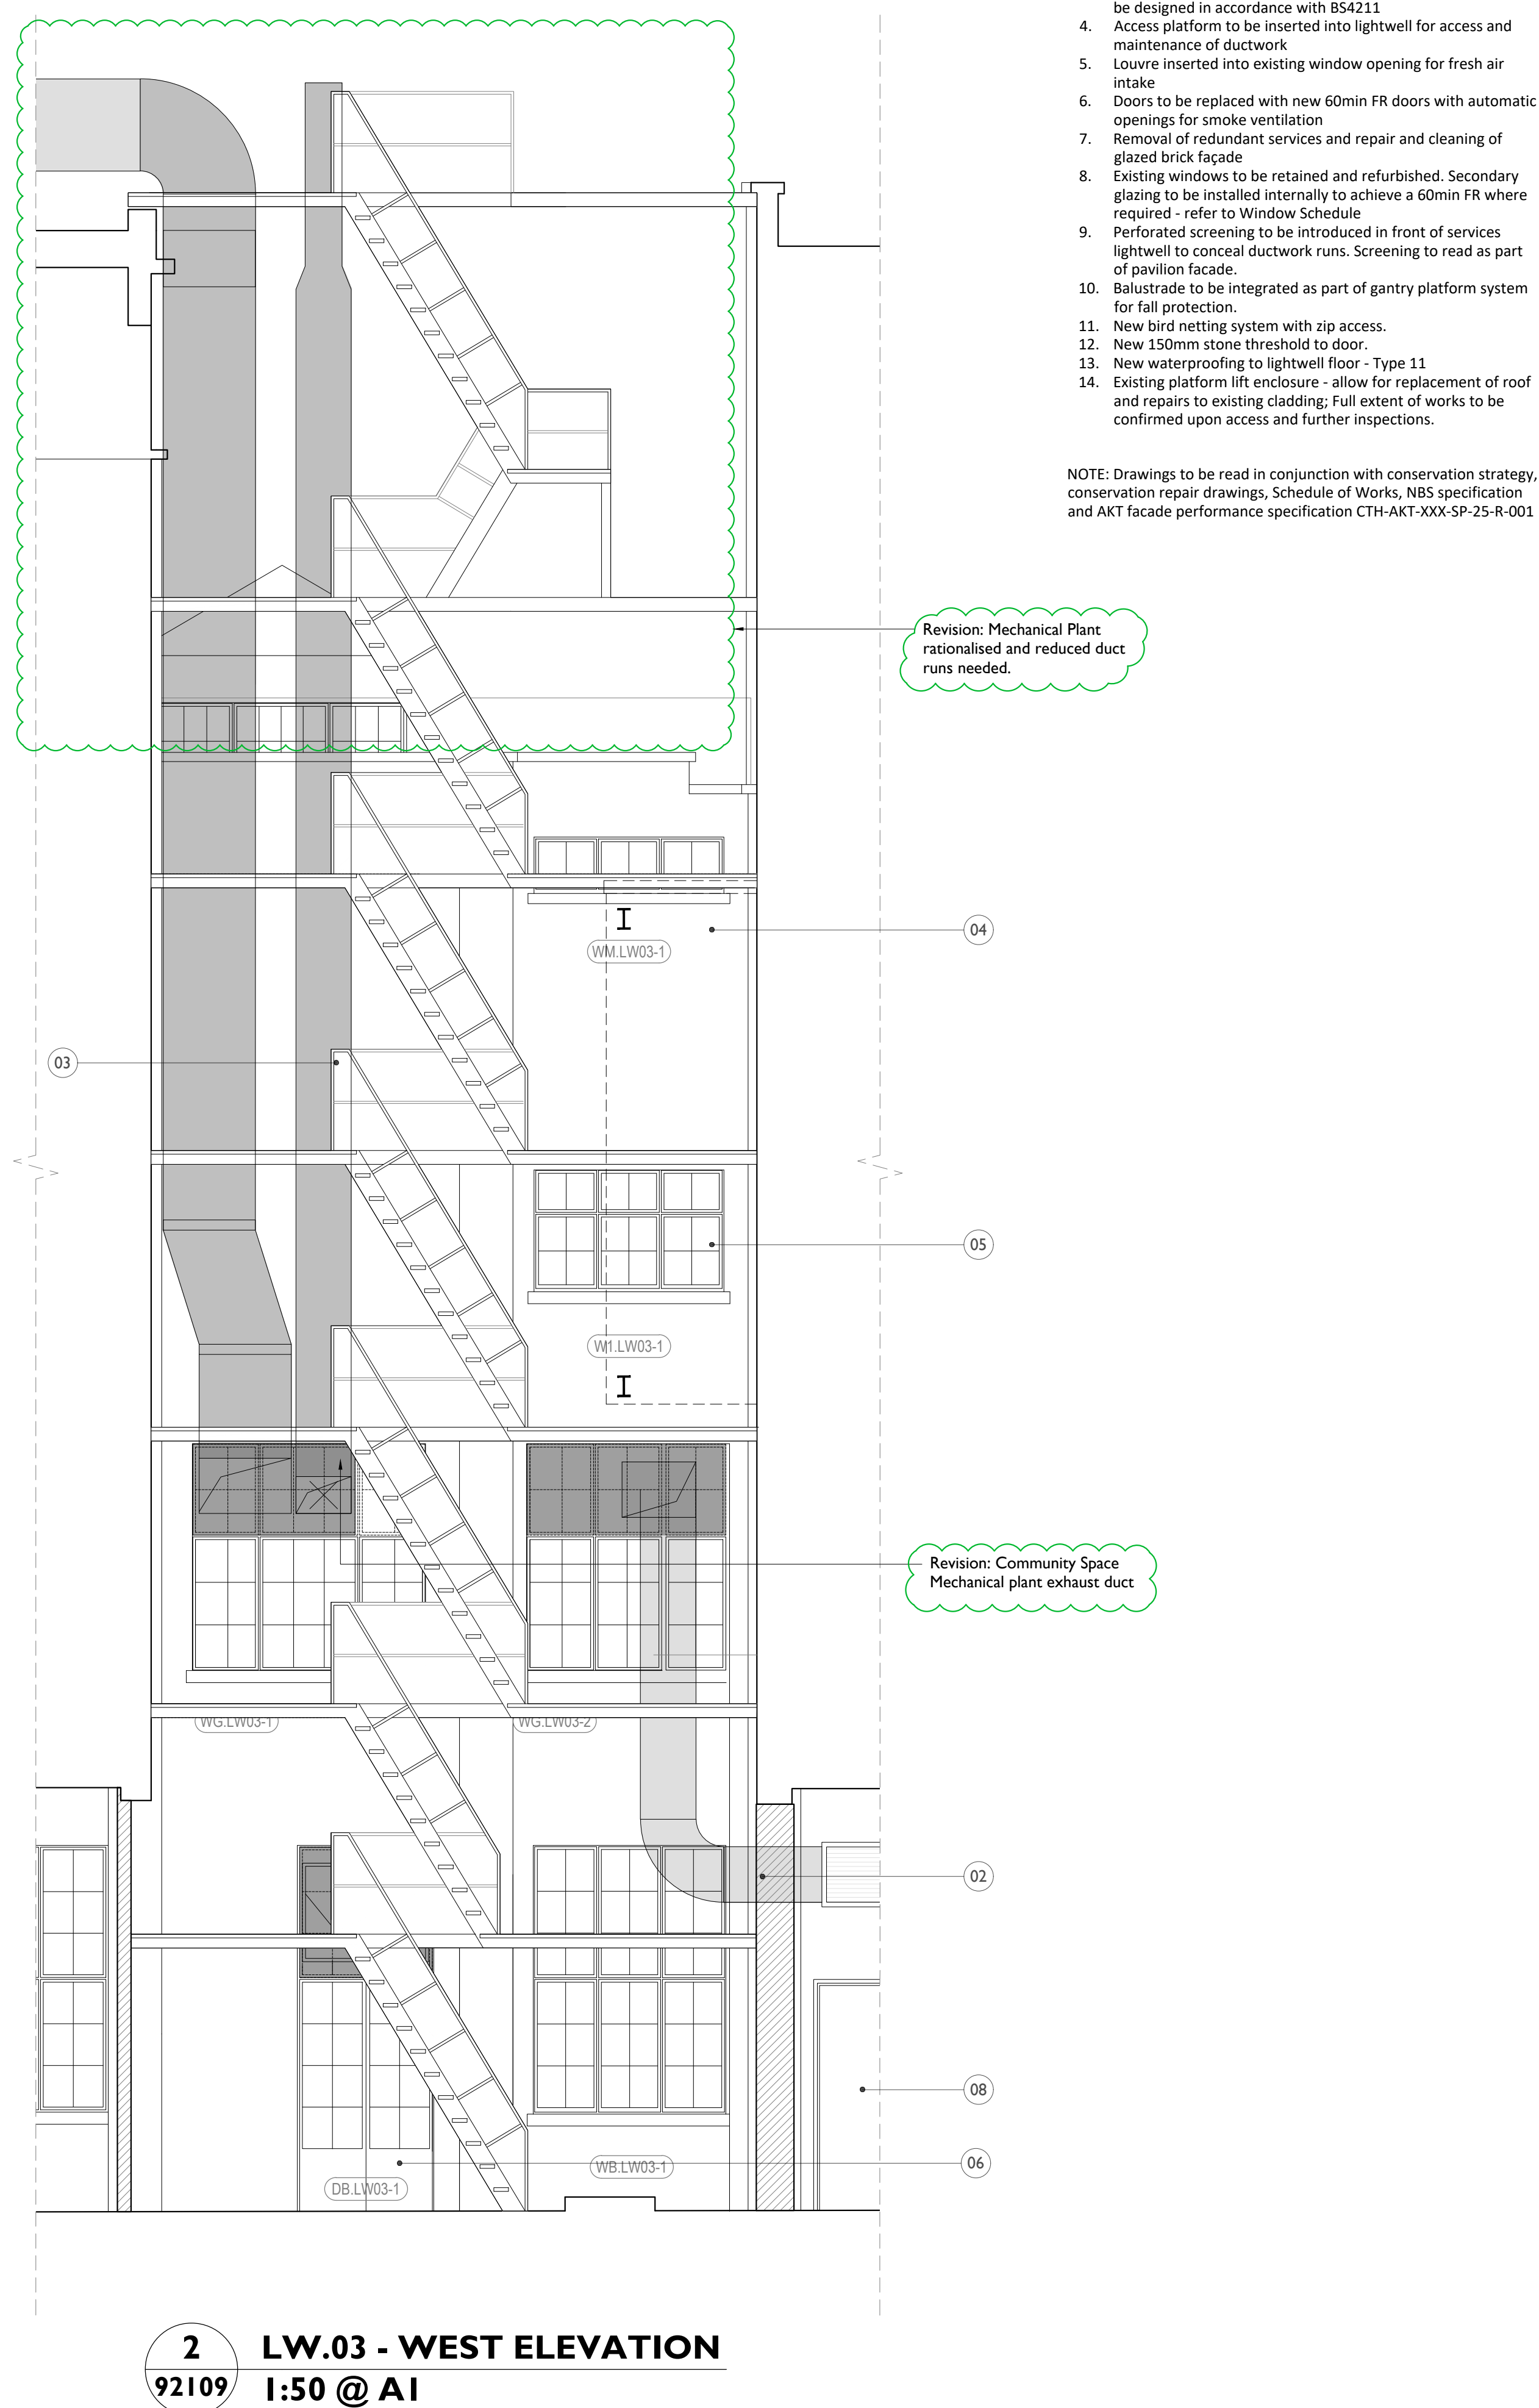 be designed in accordance with BS4211
4. Access platform to be inserted into lightwell for access and
maintenance of ductwork
5. Louvre inserted into existing window opening for fresh air
intake
6. Doors to be replaced with new 60min FR doors with automatic
openings for smoke ventilation
7. Removal of redundant services and repair and cleaning of
glazed brick façade
8. Existing windows to be retained and refurbished. Secondary
glazing to be installed internally to achieve a 60min FR where
required - refer to Window Schedule
9. Perforated screening to be introduced in front of services
lightwell to conceal ductwork runs. Screening to read as part
of pavilion facade.
10. Balustrade to be integrated as part of gantry platform system
for fall protection.
11. New bird netting system with zip access.
12. New 150mm stone threshold to door.
13. New waterproofing to lightwell floor - Type 11
14. Existing platform lift enclosure - allow for replacement of roof
and repairs to existing cladding; Full extent of works to be
confirmed upon access and further inspections.
NOTE: Drawings to be read in conjunction with conservation strategy,
conservation repair drawings, Schedule of Works, NBS specification
and AKT facade performance specification CTH-AKT-XXX-SP-25-R-001
Revision: Mechanical Plant
rationalised and reduced duct
runs needed.
04
WM.LW03-1
03
05
W1.LW03-1
Revision: Community Space
Mechanical plant exhaust duct
WG.LW03-1
WG.LW03-2
02
08
06
WB.LW03-1
DB.LW03-1
2
92109
LW.03 - WEST ELEVATION
1:50 @ A1